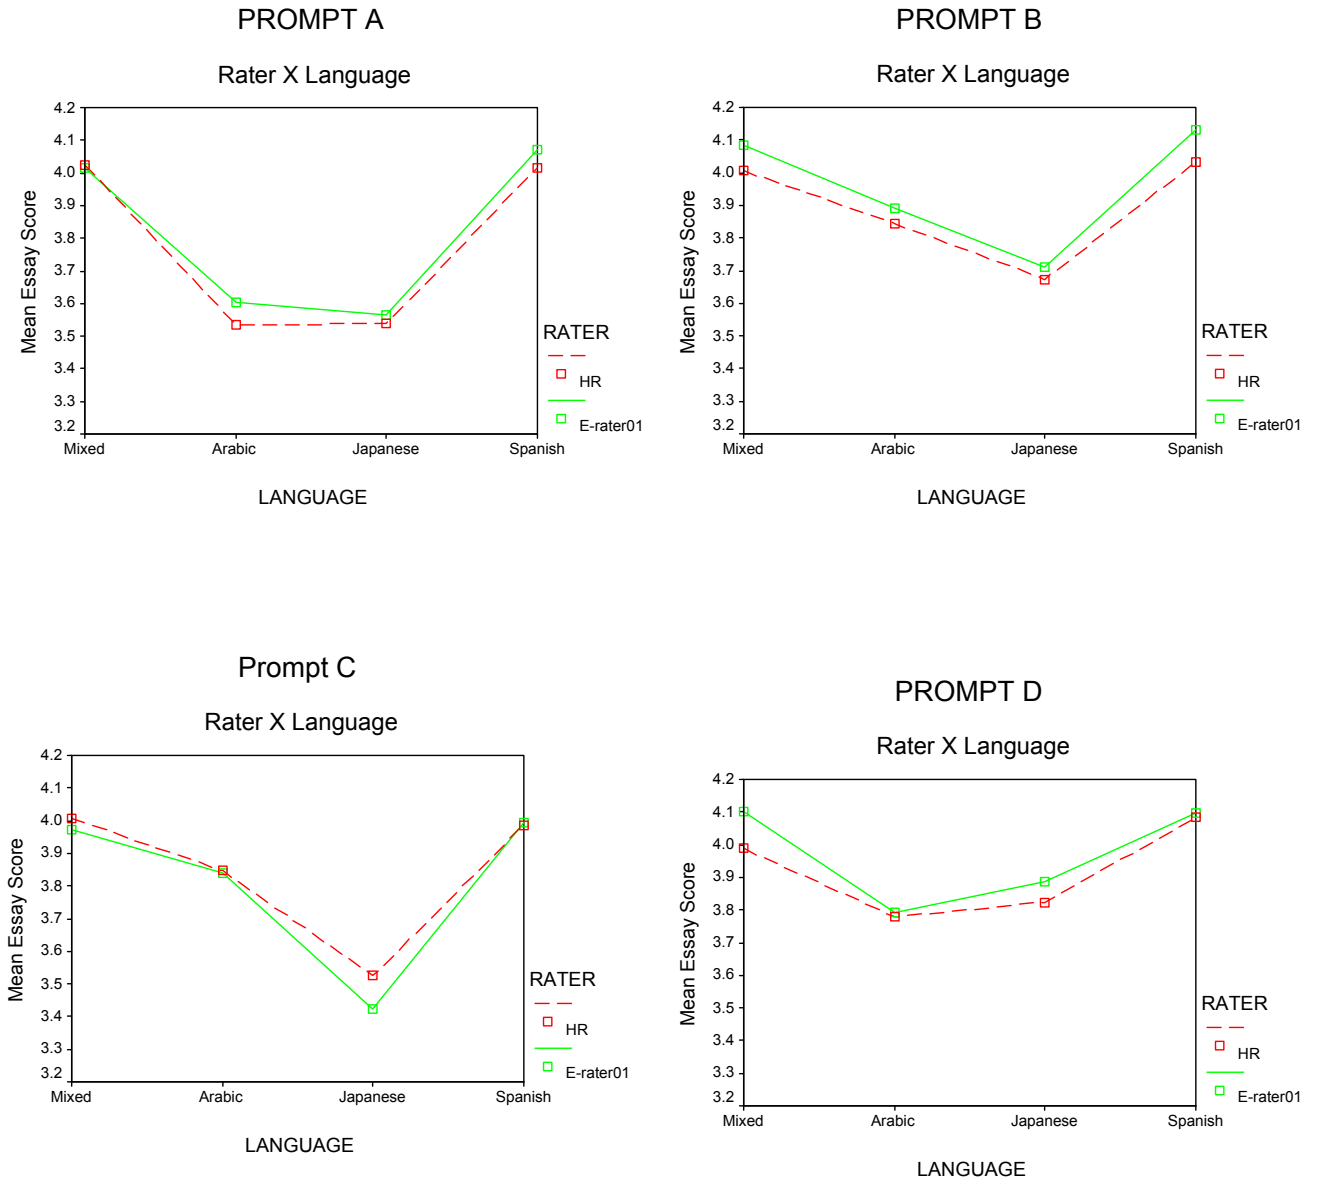 PROMPT A
Rater X Language
4.2
4.1
4.0
3.9
3.8
3.7
3.6
3.5
3.4
3.3
3.2
Mean Essay Score
Mixed Arabic Japanese Spanish
LANGUAGE
RATER
HR
E-rater01
PROMPT B
Rater X Language
4.2
4.1
4.0
3.9
3.8
3.7
3.6
3.5
3.4
3.3
3.2
Mean Essay Score
Mixed Arabic Japanese Spanish
LANGUAGE
RATER
HR
E-rater01
Prompt C
Rater X Language
4.2
4.1
4.0
3.9
3.8
3.7
3.6
3.5
3.4
3.3
3.2
Mean Essay Score
Mixed Arabic Japanese Spanish
LANGUAGE
RATER
HR
E-rater01
PROMPT D
Rater X Language
4.2
4.1
4.0
3.9
3.8
3.7
3.6
3.5
3.4
3.3
3.2
Mean Essay Score
Mixed Arabic Japanese Spanish
LANGUAGE
RATER
HR
E-rater01